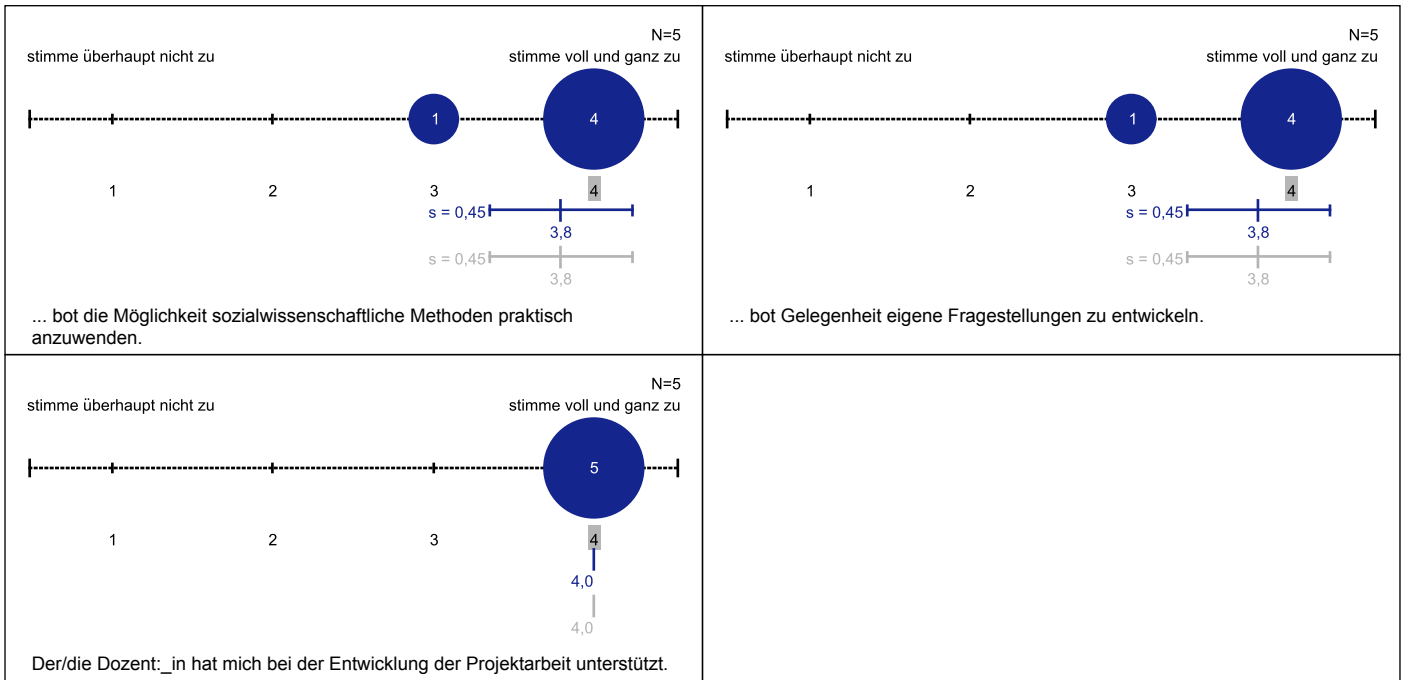 N=5
stimme überhaupt nicht zu stimme voll und ganz zu
1 4
1 2 3 4
s = 0,45
3,8
s = 0,45
3,8
... bot die Möglichkeit sozialwissenschaftliche Methoden praktisch
anzuwenden.
N=5
stimme überhaupt nicht zu stimme voll und ganz zu
1 4
1 2 3 4
s = 0,45
3,8
s = 0,45
3,8
... bot Gelegenheit eigene Fragestellungen zu entwickeln.
N=5
stimme überhaupt nicht zu stimme voll und ganz zu
5
1 2 3 4
4,0
4,0
Der/die Dozent:_in hat mich bei der Entwicklung der Projektarbeit unterstützt.